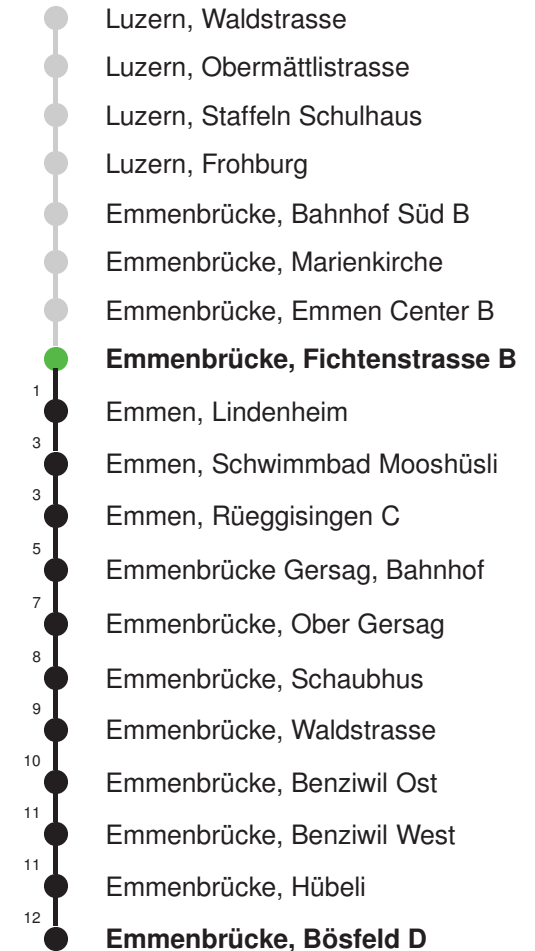 Luzern, Waldstrasse
Luzern, Obermättlistrasse
Luzern, Staffeln Schulhaus
Luzern, Frohburg
Emmenbrücke, Bahnhof Süd B
Emmenbrücke, Marienkirche
Emmenbrücke, Emmen Center B
Emmenbrücke, Fichtenstrasse B
1 Emmen, Lindenheim
3 Emmen, Schwimmbad Mooshüsli
3 Emmen, Rüeggisingen C
5 Emmenbrücke Gersag, Bahnhof
7 Emmenbrücke, Ober Gersag
8 Emmenbrücke, Schaubhus
9 Emmenbrücke, Waldstrasse
10 Emmenbrücke, Benziwil Ost
11 Emmenbrücke, Benziwil West
11 Emmenbrücke, Hübeli
12 Emmenbrücke, Bösfeld D